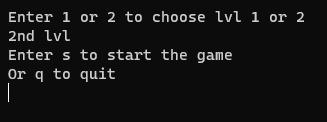 Enter 1 or 2 to choose lvl 1 or 2
2nd lvl
Enter s to start the game
Or q to quit